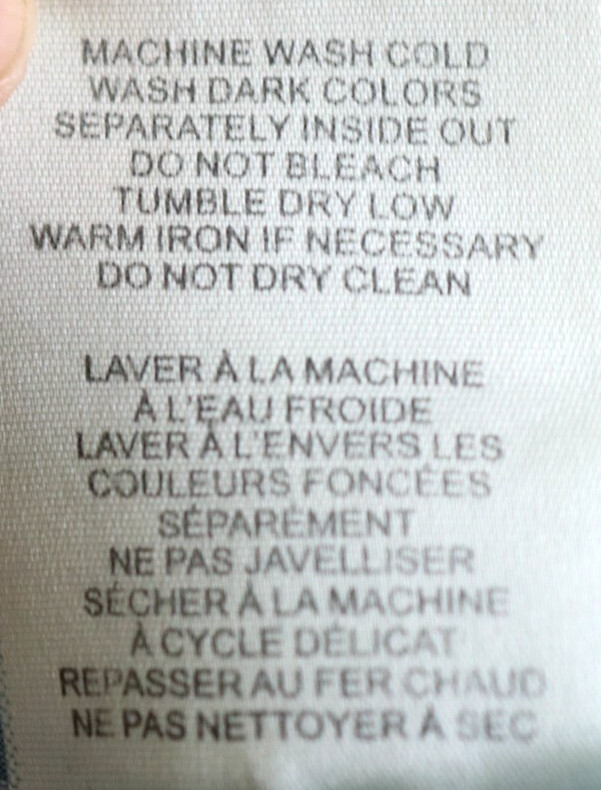 MACHINE WASH COLD
WASH DARK COLORS
SEPARATELY INSIDE OUT
DO NOT BLEACH
TUMBLE DRY LOW
WARM IRON IF NECESSARY
DO NOT DRY CLEAN
LAVER À LA MACHINE
À L'EAU FROIDE
LAVER À L'ENVERS LES
COULEURS FONCÉES
SÉPARÉMENT
NE PAS JAVELLISER
SÉCHER À LA MACHINE
À CYCLE DÉLICAT
REPASSER AU FER CHAUD
NE PAS NETTOYER À SEC